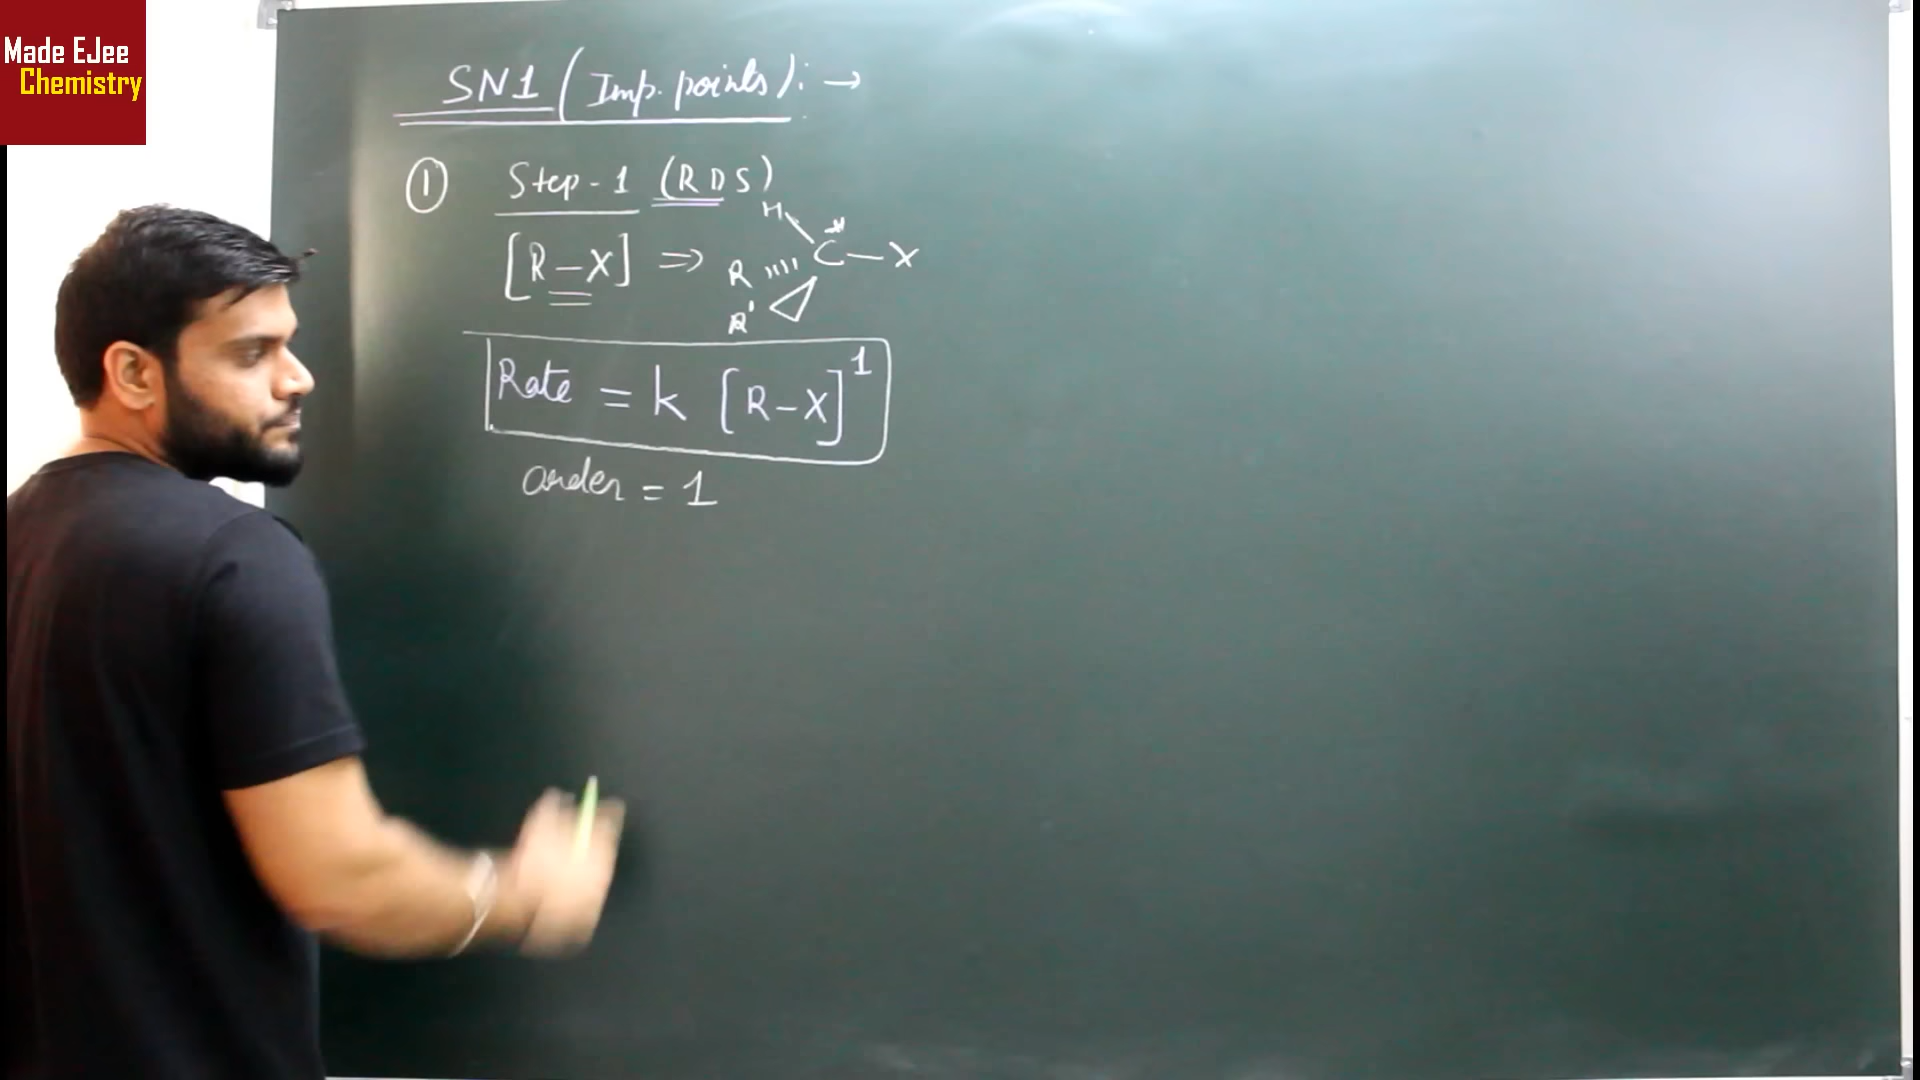 Made EJee
Chemistry
SN1 (Imp. points): →
① Step-1 (RDS)
[R-X] ⇒
H
C* - X
R
R'
Rate = k [R-X]¹
order = 1